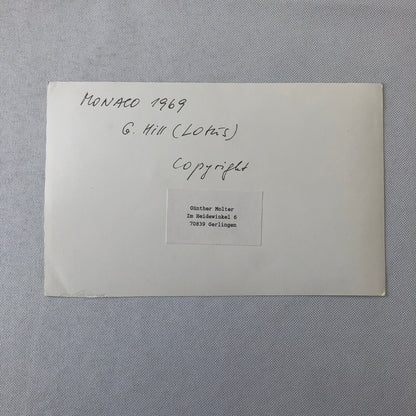 MONACO 1969
G. Hill (LOTUS)
Copyright
Günther Molter
Im Heidewinkel 6
70839 Gerlingen